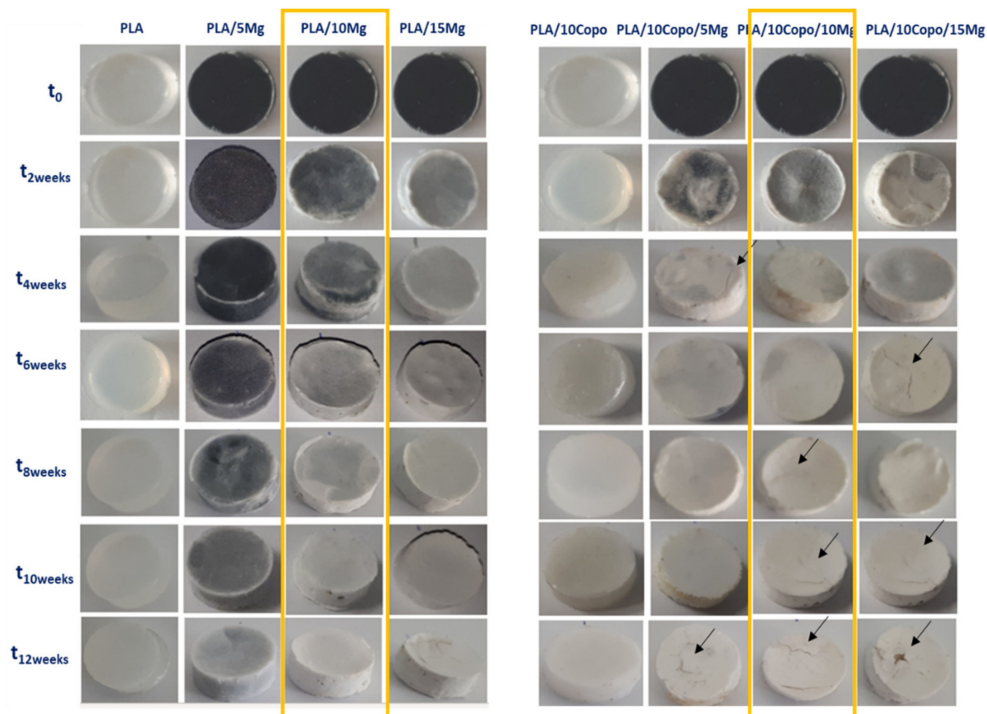 PLA PLA/5Mg PLA/10Mg PLA/15Mg PLA/10Copo PLA/10Copo/5Mg PLA/10Copo/10Mg PLA/10Copo/15Mg
t0
t2weeks
t4weeks
t6weeks
t8weeks
t10weeks
t12weeks